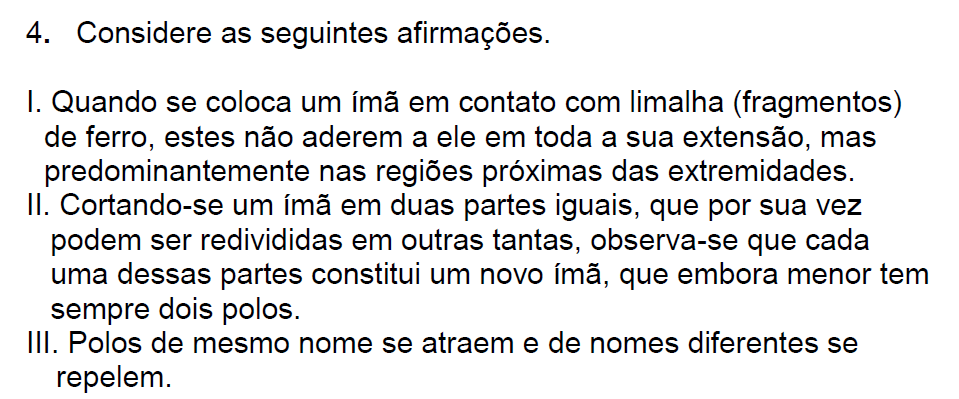 4. Considere as seguintes afirmações.
I. Quando se coloca um ímã em contato com limalha (fragmentos)
de ferro, estes não aderem a ele em toda a sua extensão, mas
predominantemente nas regiões próximas das extremidades.
II. Cortando-se um ímã em duas partes iguais, que por sua vez
podem ser redivididas em outras tantas, observa-se que cada
uma dessas partes constitui um novo ímã, que embora menor tem
sempre dois polos.
III. Polos de mesmo nome se atraem e de nomes diferentes se
repelem.